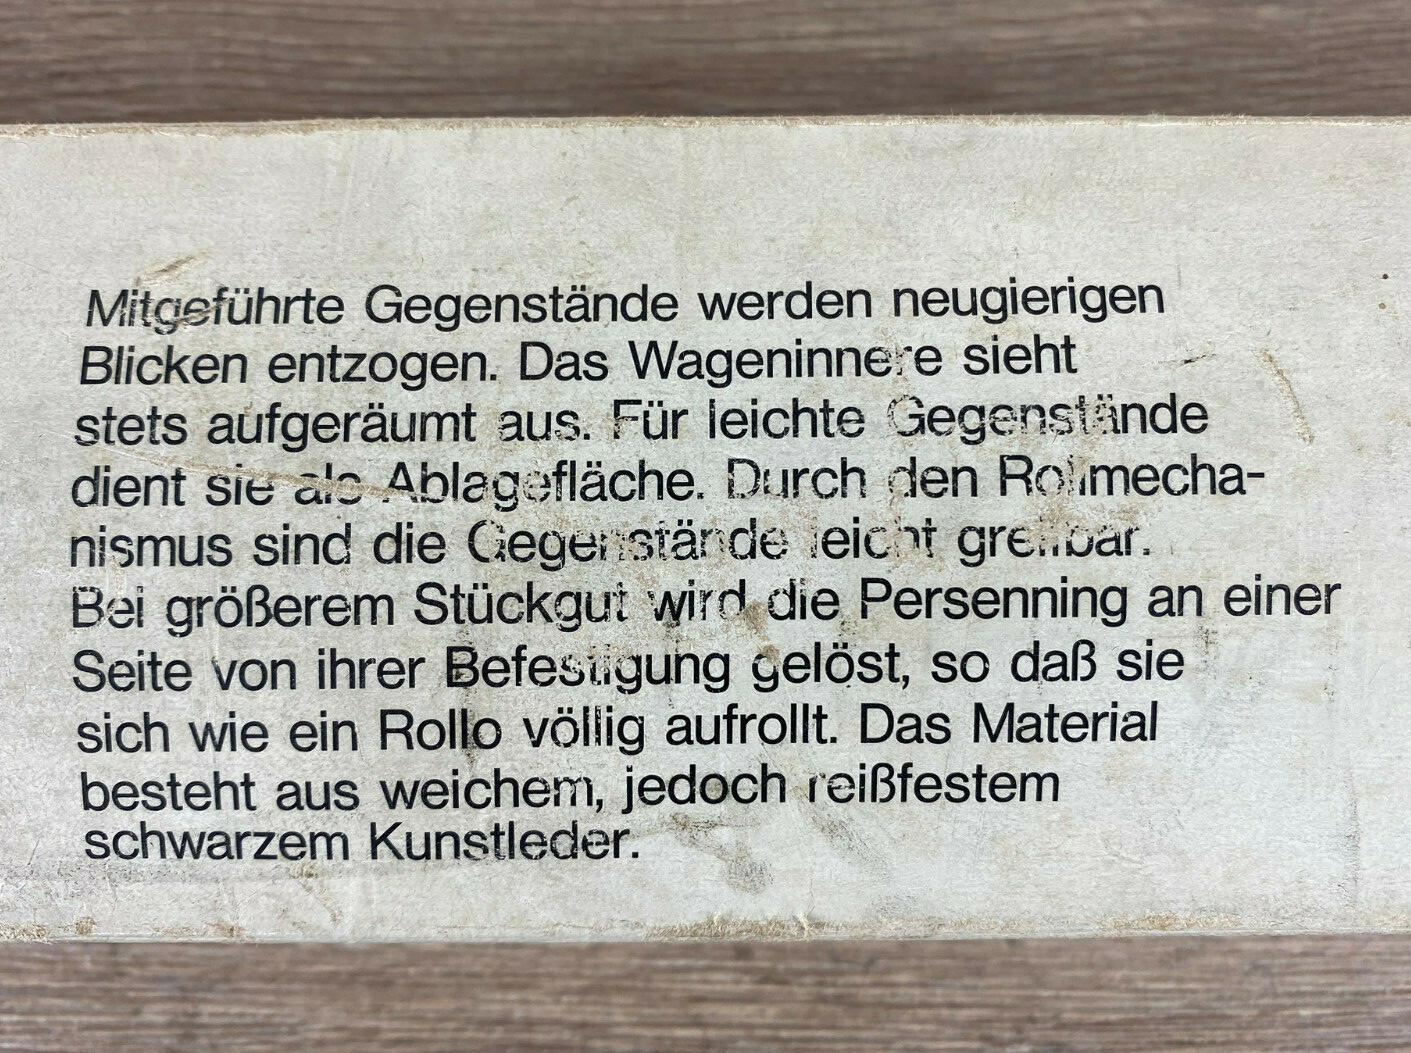 Mitgeführte Gegenstände werden neugierigen
Blicken entzogen. Das Wageninnere sieht
stets aufgeräumt aus. Für leichte Gegenstände
dient sie als Ablagefläche. Durch den Rollmecha-
nismus sind die Gegenstände leicht greifbar.
Bei größerem Stückgut wird die Persenning an einer
Seite von ihrer Befestigung gelöst, so daß sie
sich wie ein Rollo völlig aufrollt. Das Material
besteht aus weichem, jedoch reißfestem
schwarzem Kunstleder.